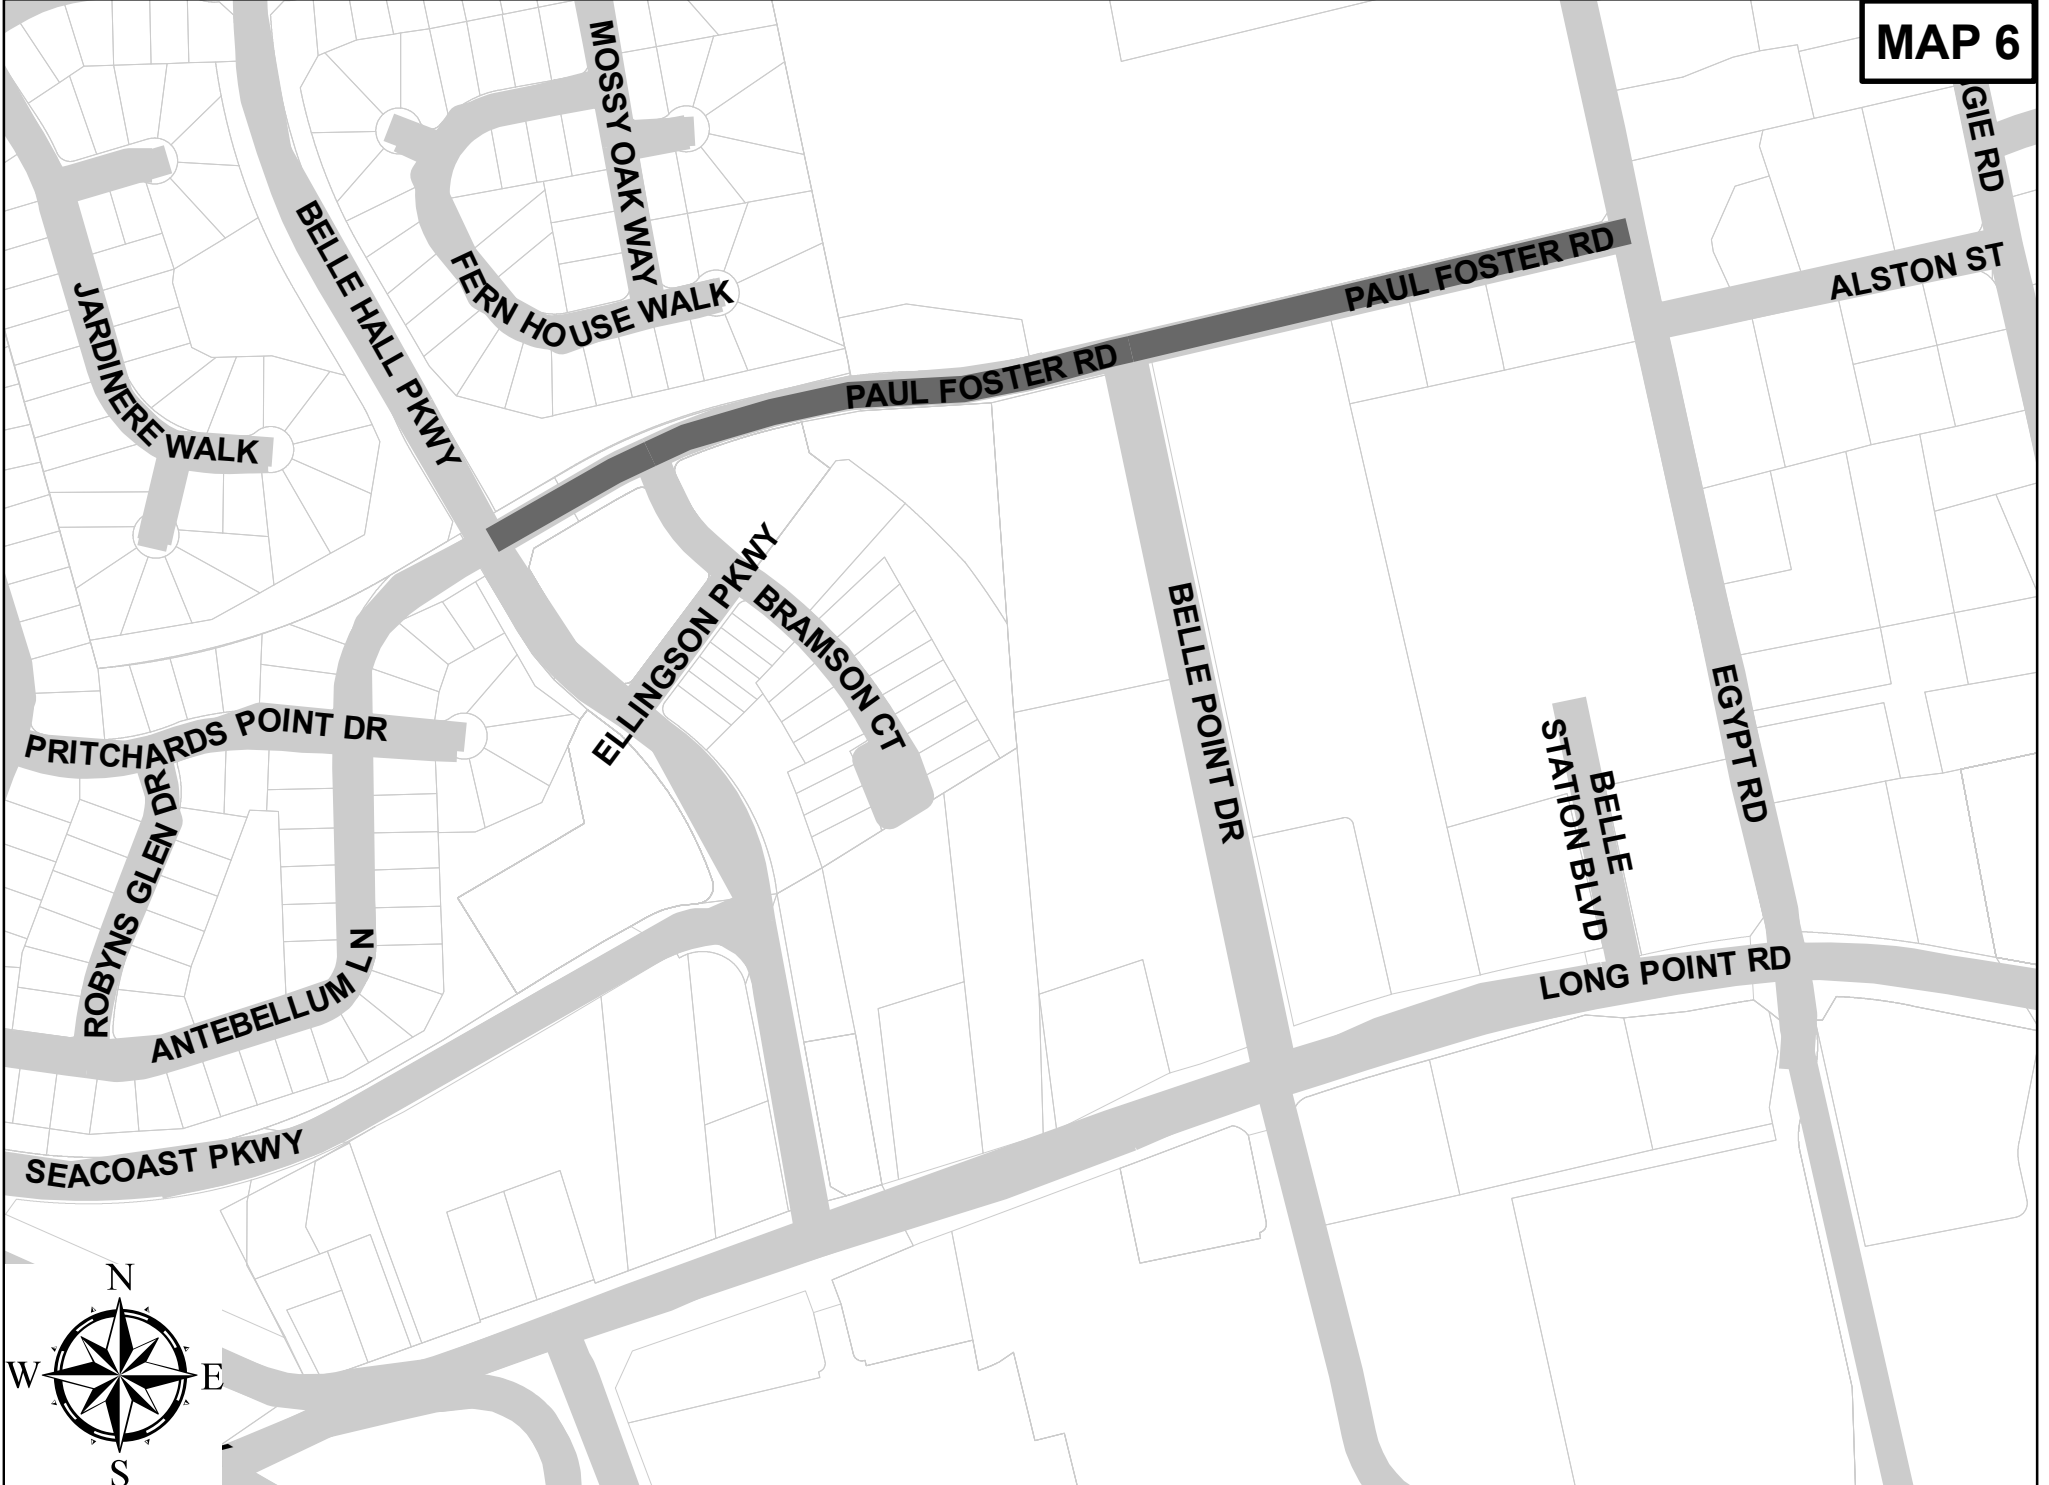 MAP 6
MOSSY OAK WAY
GIE RD
BELLE HALL PKWY
FERN HOUSE WALK
JARDINERE WALK
PAUL FOSTER RD
PAUL FOSTER RD
ALSTON ST
ELLINGSON PKWY
BRAMSON CT
BELLE POINT DR
EGYPT RD
BELLE
STATION BLVD
PRITCHARDS POINT DR
ROBYNS GLEN DR
ANTEBELLUM LN
LONG POINT RD
SEACOAST PKWY
N
W E
S